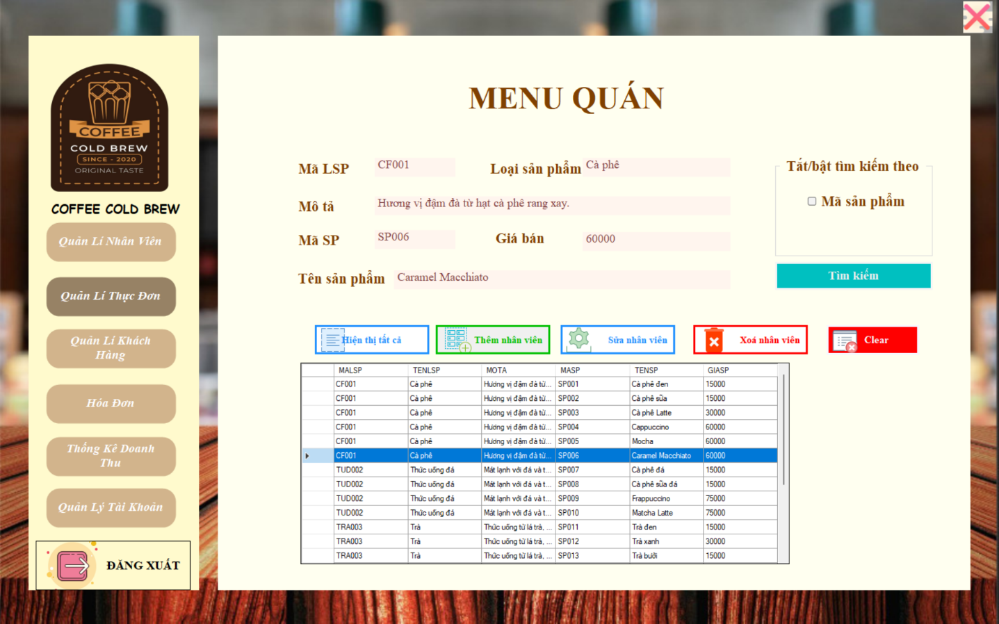 COFFEE
COLD BREW
SINCE - 2020
ORIGINAL TASTE
COFFEE COLD BREW
Quản Lí Nhân Viên
Quản Lí Thực Đơn
Quản Lí Khách
Hàng
Hóa Đơn
Thống Kê Doanh
Thu
Quản Lý Tài Khoản
ĐĂNG XUẤT
MENU QUÁN
Mã LSP CF001 Loại sản phẩm Cà phê
Mô tả Hương vị đậm đà từ hạt cà phê rang xay.
Mã SP SP006 Giá bán 60000
Tên sản phẩm Caramel Macchiato
Tắt/bật tìm kiếm theo
Mã sản phẩm
Tìm kiếm
Hiện thị tất cả Thêm nhân viên Sửa nhân viên Xoá nhân viên Clear
MALSP TENLSP MOTA MASP TENSP GIASP
CF001 Cà phê Hương vị đậm đà từ... SP001 Cà phê đen 15000
CF001 Cà phê Hương vị đậm đà từ... SP002 Cà phê sữa 15000
CF001 Cà phê Hương vị đậm đà từ... SP003 Cà phê Latte 30000
CF001 Cà phê Hương vị đậm đà từ... SP004 Cappuccino 60000
CF001 Cà phê Hương vị đậm đà từ... SP005 Mocha 60000
CF001 Cà phê Hương vị đậm đà từ... SP006 Caramel Macchiato 60000
TUD002 Thức uống đá Mát lạnh với đá và t... SP007 Cà phê đá 15000
TUD002 Thức uống đá Mát lạnh với đá và t... SP008 Cà phê sữa đá 15000
TUD002 Thức uống đá Mát lạnh với đá và t... SP009 Frappuccino 75000
TUD002 Thức uống đá Mát lạnh với đá và t... SP010 Matcha Latte 75000
TRA003 Trà Thức uống từ lá trà, ... SP011 Trà đen 15000
TRA003 Trà Thức uống từ lá trà, ... SP012 Trà xanh 30000
TRA003 Trà Thức uống từ lá trà, ... SP013 Trà bưởi 15000